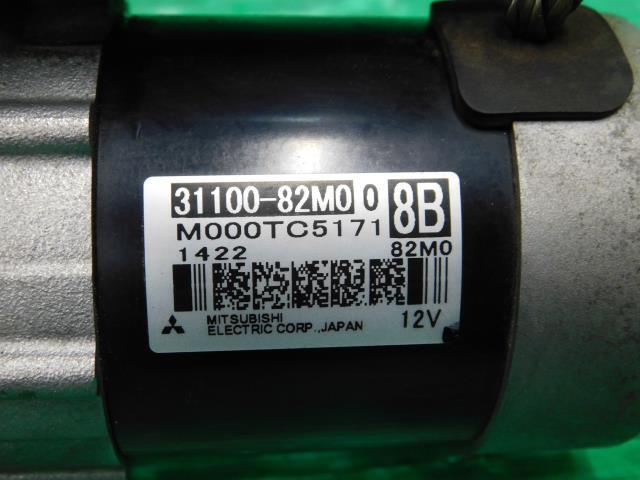 31100-82M0 0 8B
M000TC5171
1422 82M0
MITSUBISHI
ELECTRIC CORP., JAPAN 12V